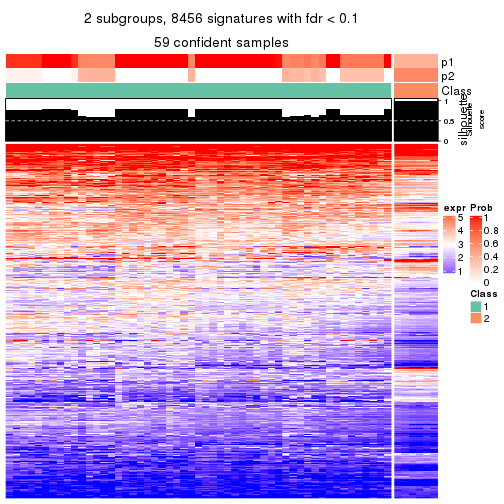 2 subgroups, 8456 signatures with fdr < 0.1
59 confident samples
p1
p2
Class
1
0.5
0
silhouette
silhouette
score
expr
5
4
3
2
1
Prob
1
0.8
0.6
0.4
0.2
0
Class
1
2